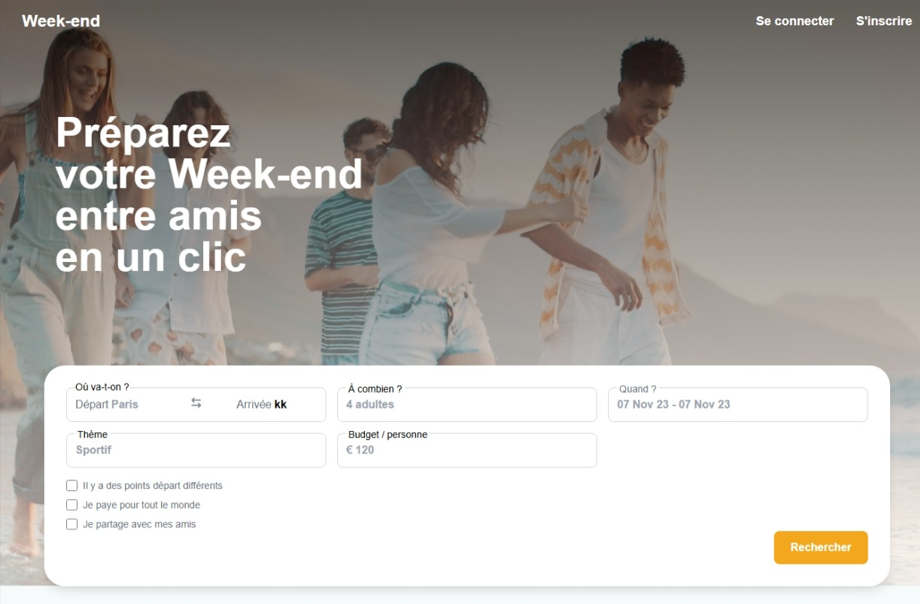 Week-end
Se connecter
S'inscrire
Préparez
votre Week-end
entre amis
en un clic
Où va-t-on ?
Départ Paris
Arrivée kk
À combien ?
4 adultes
Quand ?
07 Nov 23 - 07 Nov 23
Thème
Sportif
Budget / personne
€ 120
Il y a des points départ différents
Je paye pour tout le monde
Je partage avec mes amis
Rechercher